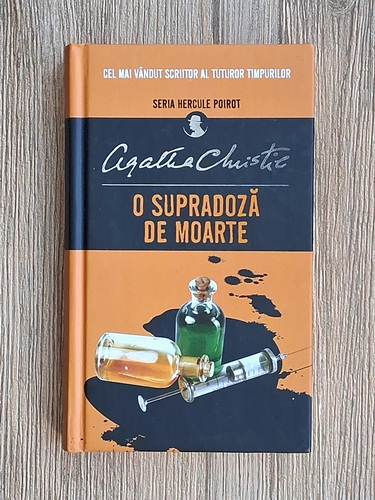 CEL MAI VÂNDUT SCRIITOR AL TUTUROR TIMPURILOR
SERIA HERCULE POIROT
Agatha Christie
O SUPRADOZĂ
DE MOARTE